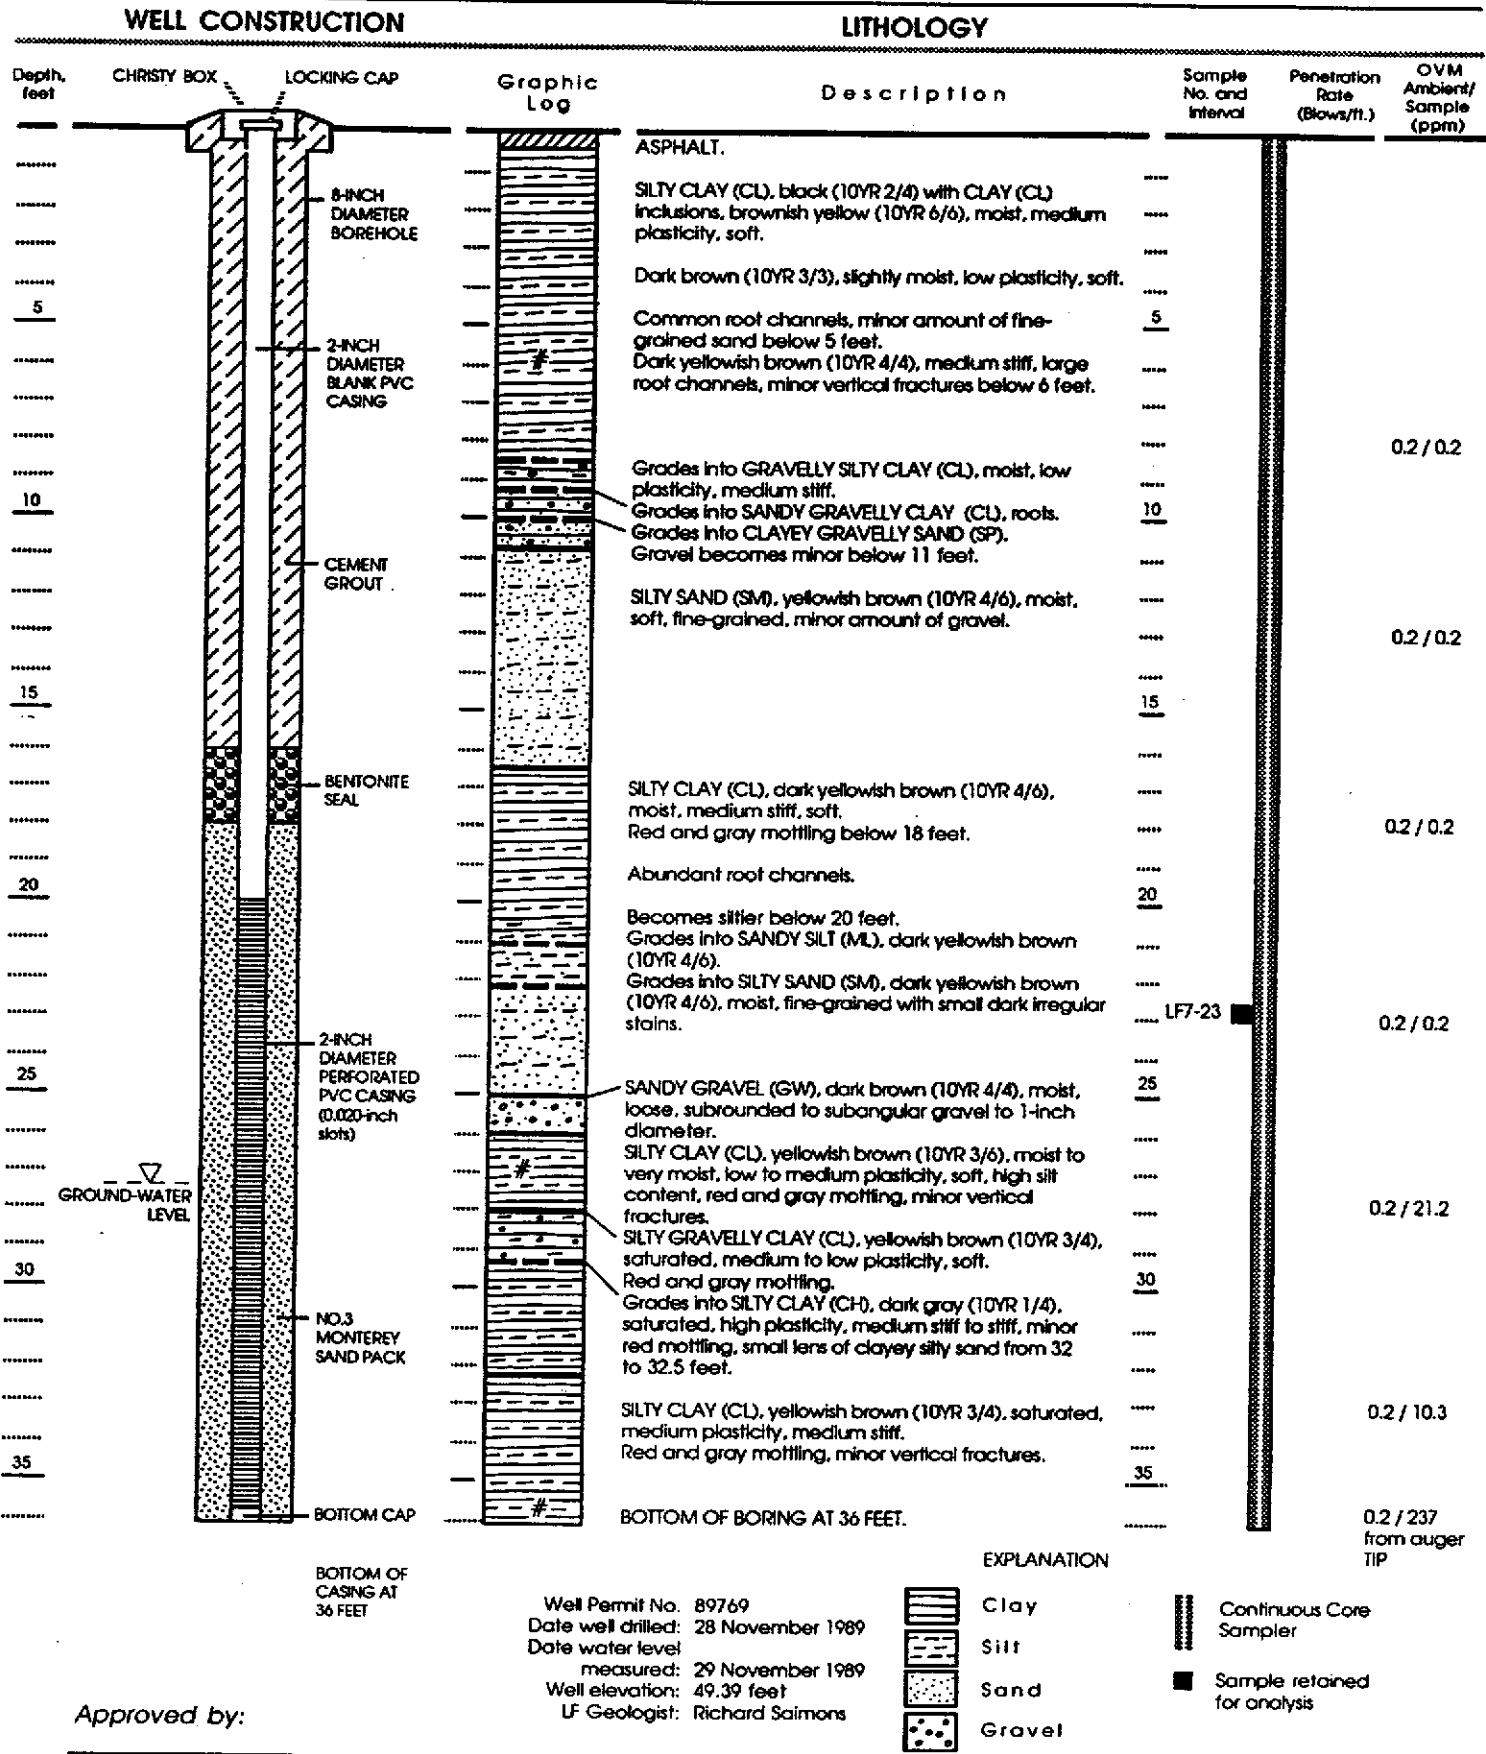 WELL CONSTRUCTION
LITHOLOGY
Depth, feet
CHRISTY BOX
LOCKING CAP
Graphic Log
Description
Sample No. and Interval
Penetration Rate (Blows/ft.)
OVM Ambient/ Sample (ppm)
8-INCH
DIAMETER
BOREHOLE
5
2-INCH
DIAMETER
BLANK PVC
CASING
10
CEMENT
GROUT
15
BENTONITE
SEAL
20
2-INCH
DIAMETER
PERFORATED
PVC CASING
(0.020-inch
slots)
25
GROUND-WATER
LEVEL
30
NO.3
MONTEREY
SAND PACK
35
BOTTOM CAP
BOTTOM OF
CASING AT
36 FEET
#
#
#
ASPHALT.
SILTY CLAY (CL), black (10YR 2/4) with CLAY (CL)
inclusions, brownish yellow (10YR 6/6), moist, medium
plasticity, soft.
Dark brown (10YR 3/3), slightly moist, low plasticity, soft.
Common root channels, minor amount of fine-
grained sand below 5 feet.
Dark yellowish brown (10YR 4/4), medium stiff, large
root channels, minor vertical fractures below 6 feet.
Grades into GRAVELLY SILTY CLAY (CL), moist, low
plasticity, medium stiff.
Grades into SANDY GRAVELLY CLAY (CL), roots.
Grades into CLAYEY GRAVELLY SAND (SP).
Gravel becomes minor below 11 feet.
SILTY SAND (SM), yellowish brown (10YR 4/6), moist,
soft, fine-grained, minor amount of gravel.
SILTY CLAY (CL), dark yellowish brown (10YR 4/6),
moist, medium stiff, soft.
Red and gray mottling below 18 feet.
Abundant root channels.
Becomes siltier below 20 feet.
Grades into SANDY SILT (ML), dark yellowish brown
(10YR 4/6).
Grades into SILTY SAND (SM), dark yellowish brown
(10YR 4/6), moist, fine-grained with small dark irregular
stains.
SANDY GRAVEL (GW), dark brown (10YR 4/4), moist,
loose, subrounded to subangular gravel to 1-inch
diameter.
SILTY CLAY (CL), yellowish brown (10YR 3/6), moist to
very moist, low to medium plasticity, soft, high silt
content, red and gray mottling, minor vertical
fractures.
SILTY GRAVELLY CLAY (CL), yellowish brown (10YR 3/4),
saturated, medium to low plasticity, soft.
Red and gray mottling.
Grades into SILTY CLAY (CH), dark gray (10YR 1/4),
saturated, high plasticity, medium stiff to stiff, minor
red mottling, small lens of clayey silty sand from 32
to 32.5 feet.
SILTY CLAY (CL), yellowish brown (10YR 3/4), saturated,
medium plasticity, medium stiff.
Red and gray mottling, minor vertical fractures.
BOTTOM OF BORING AT 36 FEET.
5
10
15
20
LF7-23
25
30
35
0.2 / 0.2
0.2 / 0.2
0.2 / 0.2
0.2 / 0.2
0.2 / 21.2
0.2 / 10.3
0.2 / 237
from auger
TIP
Well Permit No. 89769
Date well drilled: 28 November 1989
Date water level
measured: 29 November 1989
Well elevation: 49.39 feet
LF Geologist: Richard Saimons
EXPLANATION
Clay
Silt
Sand
Gravel
Continuous Core
Sampler
Sample retained
for analysis
Approved by: